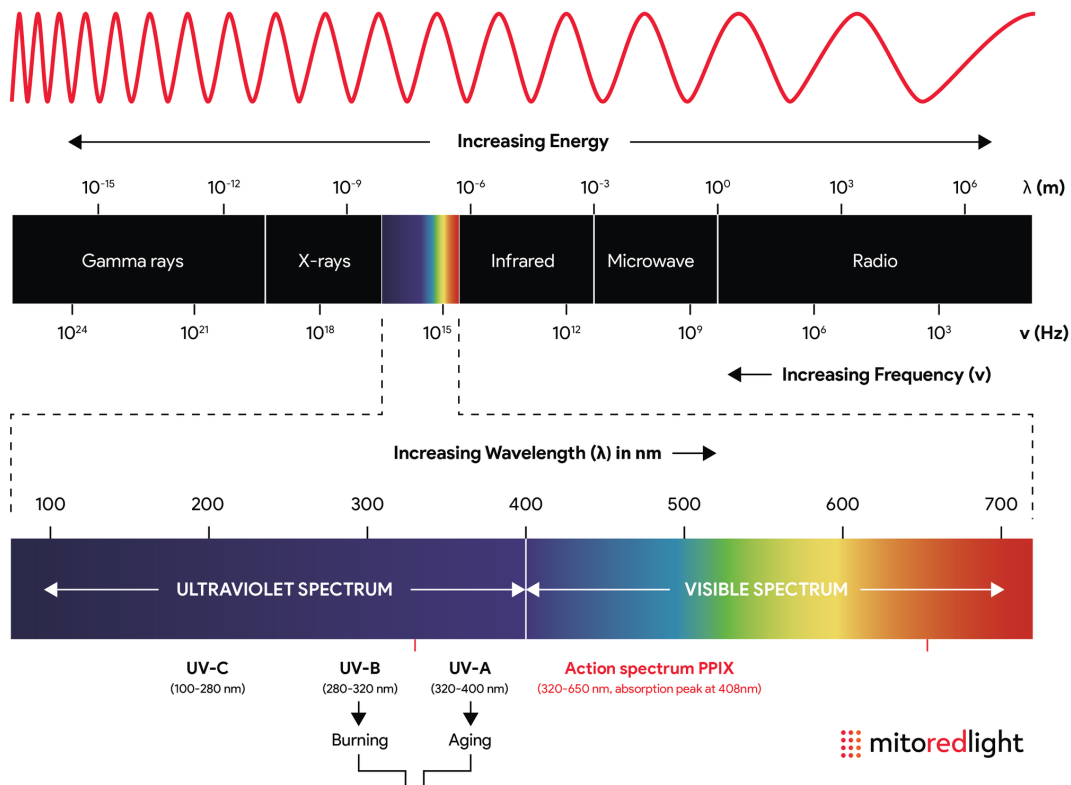 Increasing Energy
10⁻¹⁵ 10⁻¹² 10⁻⁹ 10⁻⁶ 10⁻³ 10⁰ 10³ 10⁶ λ (m)
Gamma rays X-rays Infrared Microwave Radio
10²⁴ 10²¹ 10¹⁸ 10¹⁵ 10¹² 10⁹ 10⁶ 10³ v (Hz)
Increasing Frequency (v)
Increasing Wavelength (λ) in nm
100 200 300 400 500 600 700
ULTRAVIOLET SPECTRUM VISIBLE SPECTRUM
UV-C UV-B UV-A Action spectrum PPIX
(100-280 nm) (280-320 nm) (320-400 nm) (320-650 nm, absorption peak at 408nm)
Burning Aging
mitoredlight